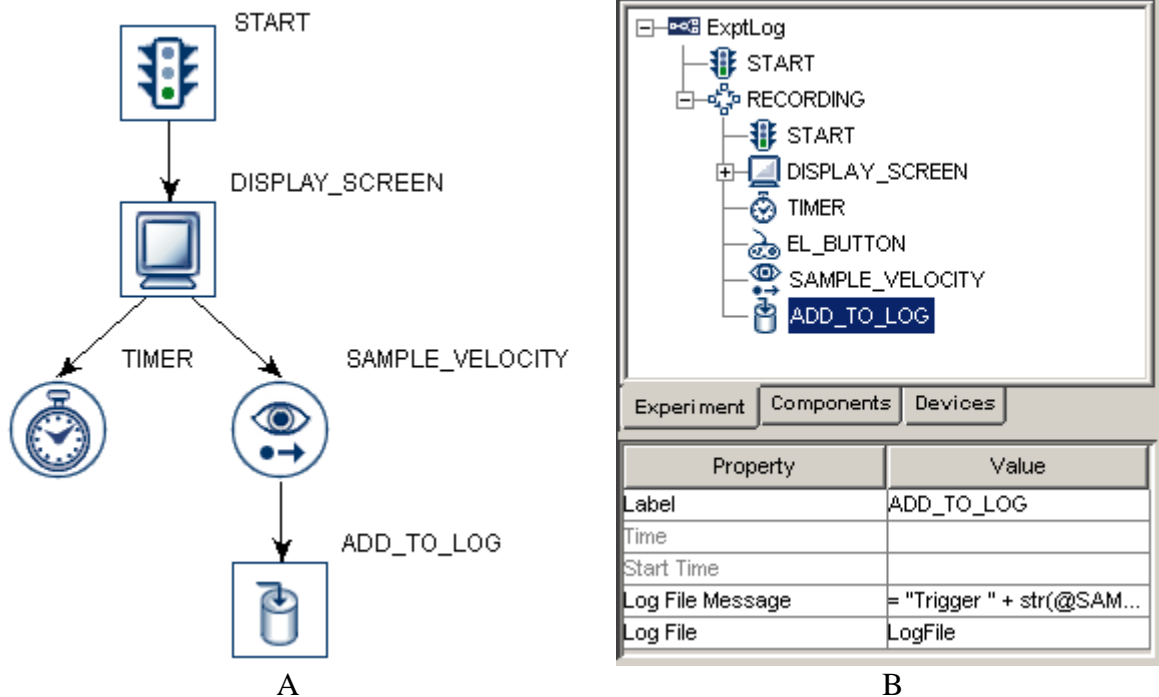 START
DISPLAY_SCREEN
TIMER
SAMPLE_VELOCITY
ADD_TO_LOG
A
ExptLog
START
RECORDING
START
DISPLAY_SCREEN
TIMER
EL_BUTTON
SAMPLE_VELOCITY
ADD_TO_LOG
Experiment Components Devices
Property Value
Label ADD_TO_LOG
Time
Start Time
Log File Message = "Trigger " + str(@SAM...
Log File LogFile
B